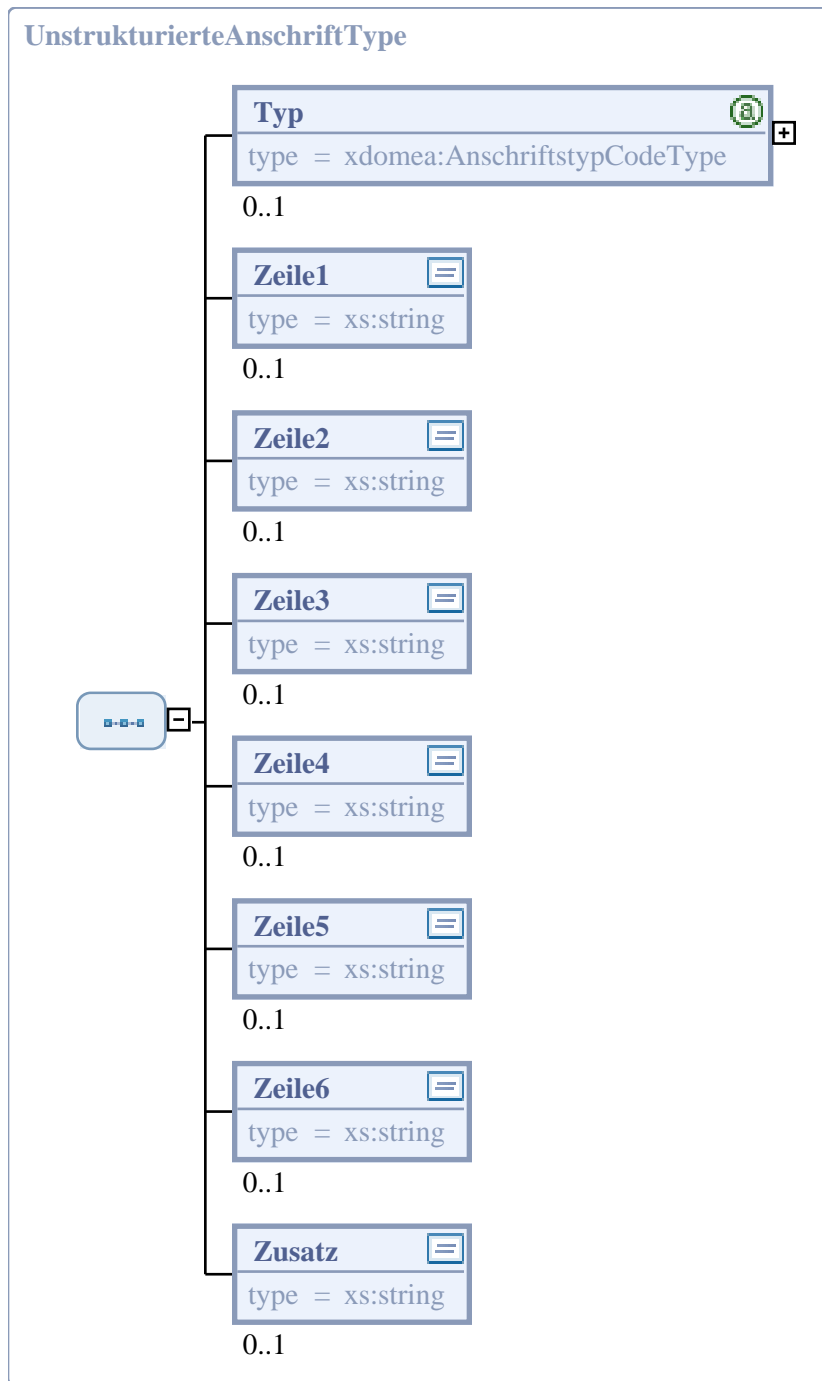 UnstrukturierteAnschriftType
Typ
type = xdomea:AnschriftstypCodeType
0..1
Zeile1
type = xs:string
0..1
Zeile2
type = xs:string
0..1
Zeile3
type = xs:string
0..1
Zeile4
type = xs:string
0..1
Zeile5
type = xs:string
0..1
Zeile6
type = xs:string
0..1
Zusatz
type = xs:string
0..1